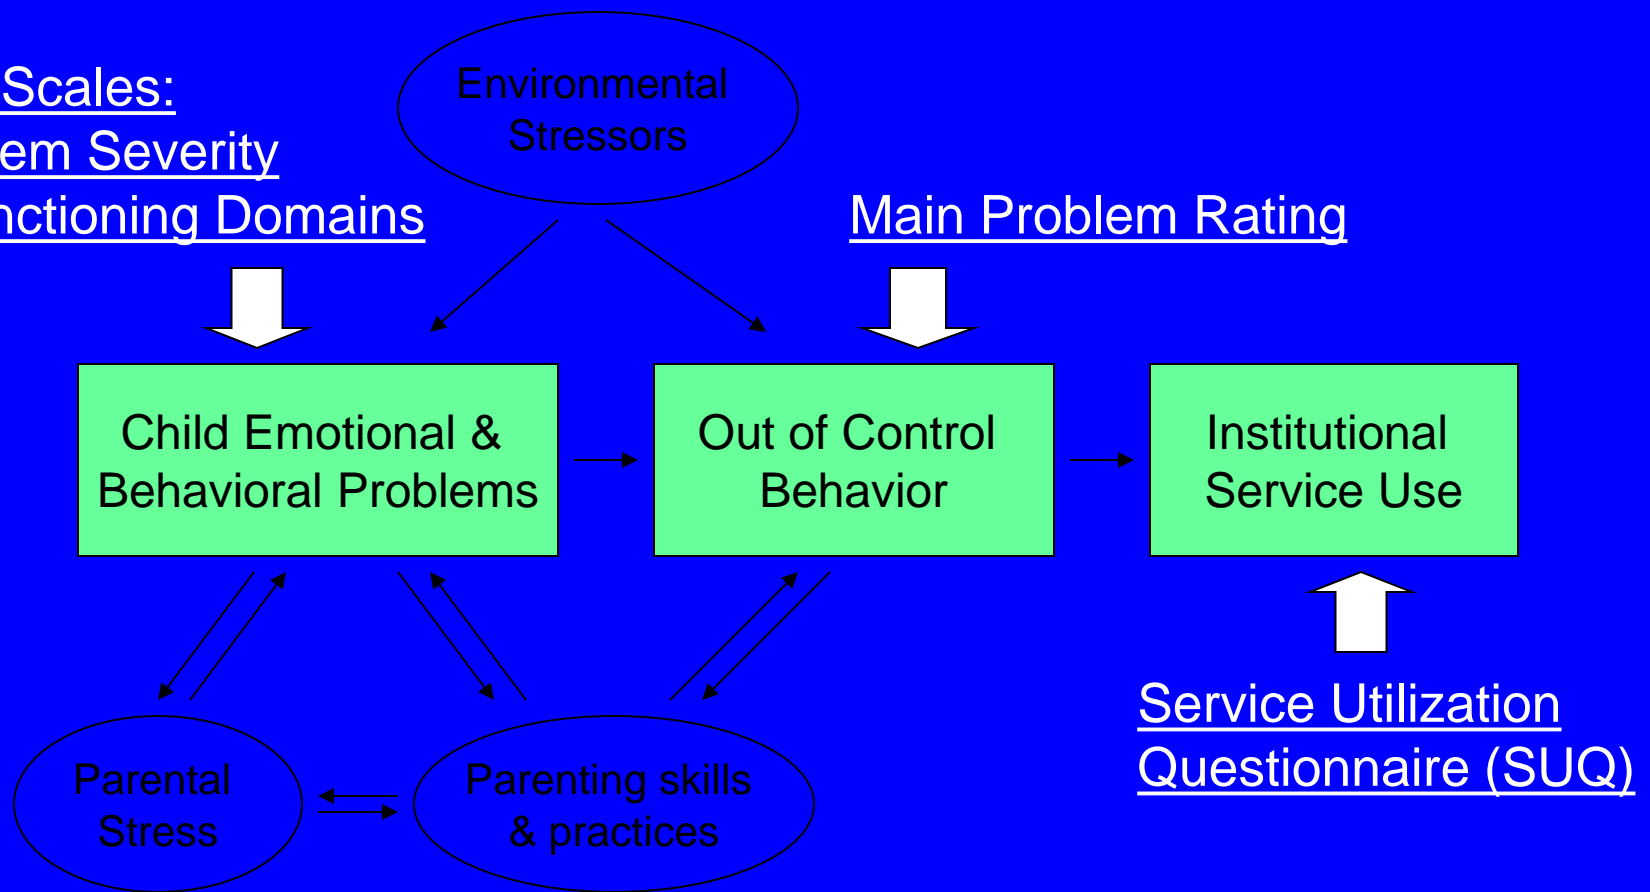 Scales:
em Severity
nctioning Domains
Environmental
Stressors
Main Problem Rating
Child Emotional &
Behavioral Problems
Out of Control
Behavior
Institutional
Service Use
Parental
Stress
Parenting skills
& practices
Service Utilization
Questionnaire (SUQ)